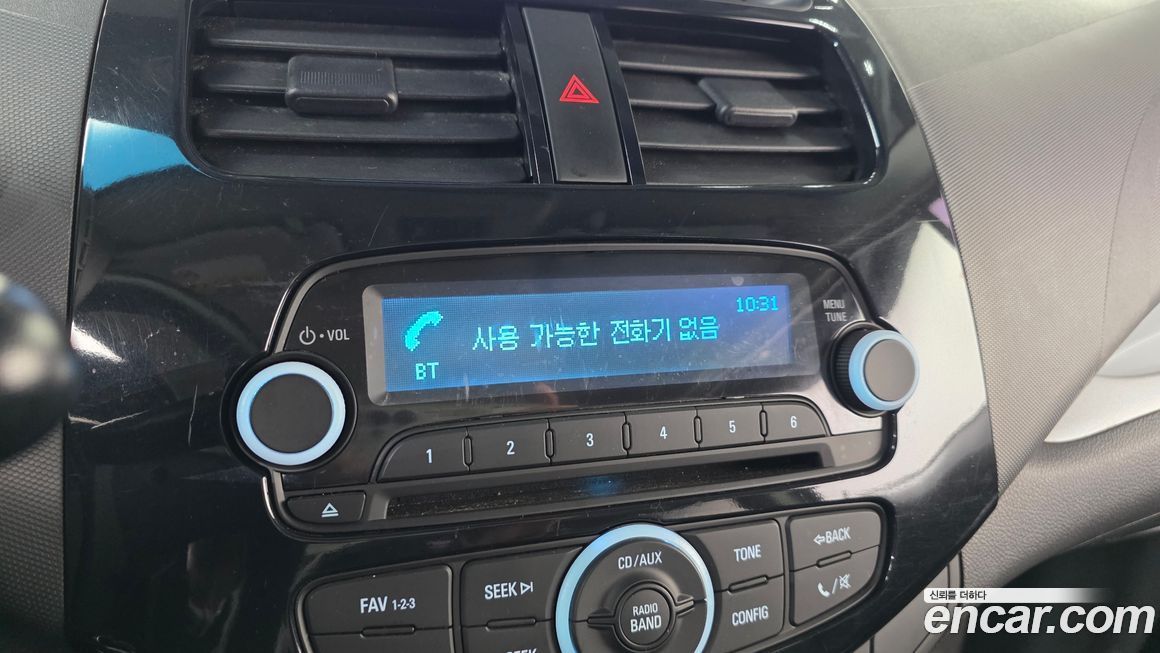 10:31
사용 가능한 전화기 없음
BT
⏻•VOL
MENU
TUNE
1 2 3 4 5 6
CD/AUX
TONE
BACK
FAV 1-2-3
SEEK
RADIO
BAND
CONFIG
SEEK
신뢰를 더하다
encar.com